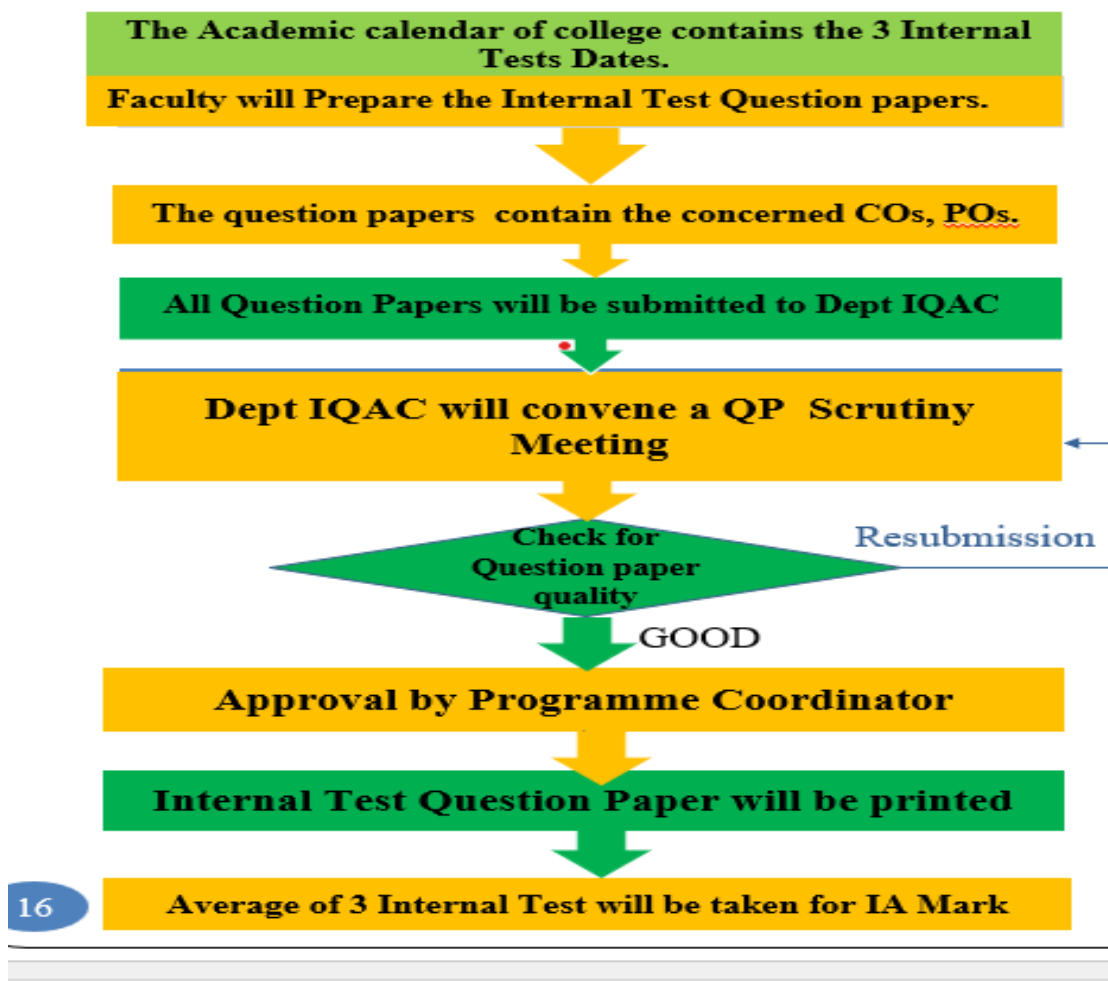 The Academic calendar of college contains the 3 Internal
Tests Dates.
Faculty will Prepare the Internal Test Question papers.
The question papers contain the concerned COs, POs.
All Question Papers will be submitted to Dept IQAC
Dept IQAC will convene a QP Scrutiny
Meeting
Check for
Question paper
quality
Resubmission
GOOD
Approval by Programme Coordinator
Internal Test Question Paper will be printed
16
Average of 3 Internal Test will be taken for IA Mark